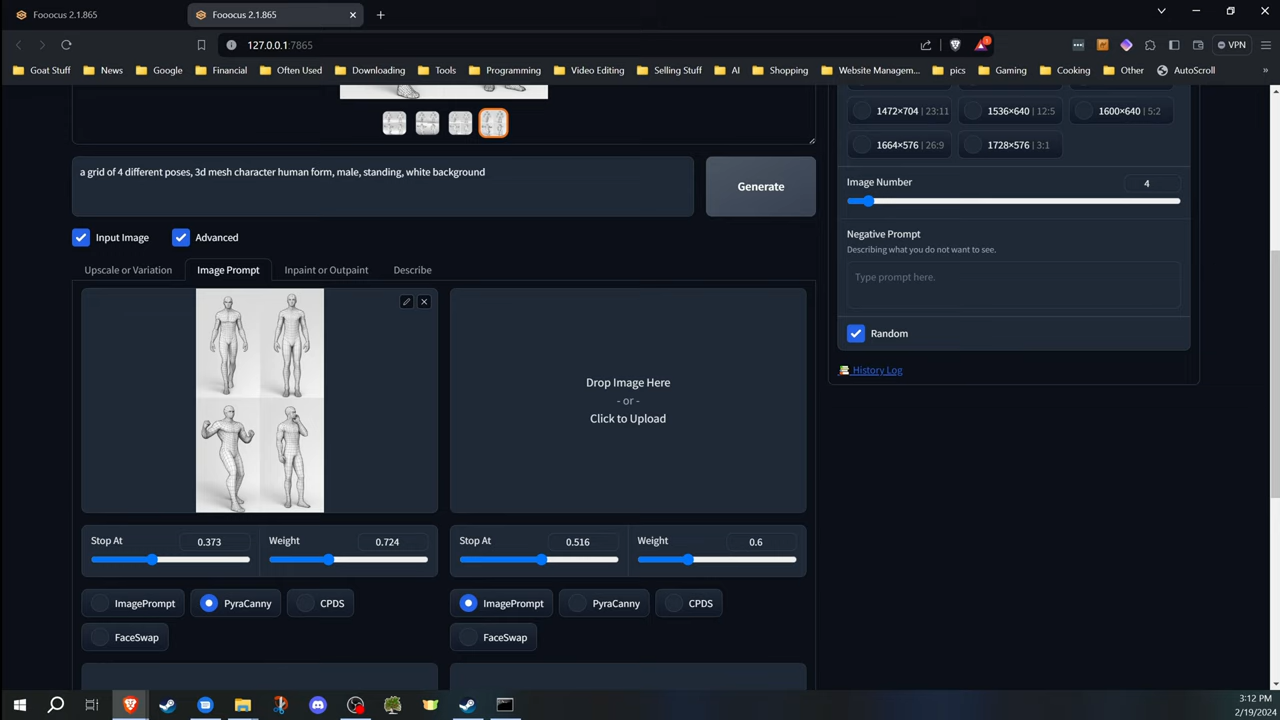 Fooocus 2.1.865
Fooocus 2.1.865
127.0.0.1:7865
1
VPN
Goat Stuff
News
Google
Financial
Often Used
Downloading
Tools
Programming
Video Editing
Selling Stuff
AI
Shopping
Website Managem...
pics
Gaming
Cooking
Other
AutoScroll
»
1472×704 | 23:11
1536×640 | 12:5
1600×640 | 5:2
1664×576 | 26:9
1728×576 | 3:1
a grid of 4 different poses, 3d mesh character human form, male, standing, white background
Generate
Image Number
4
Negative Prompt
Describing what you do not want to see.
Type prompt here.
Random
History Log
Input Image
Advanced
Upscale or Variation
Image Prompt
Inpaint or Outpaint
Describe
Drop Image Here
- or -
Click to Upload
Stop At
0.373
Weight
0.724
Stop At
0.516
Weight
0.6
ImagePrompt
PyraCanny
CPDS
FaceSwap
ImagePrompt
PyraCanny
CPDS
FaceSwap
3:12 PM
2/19/2024